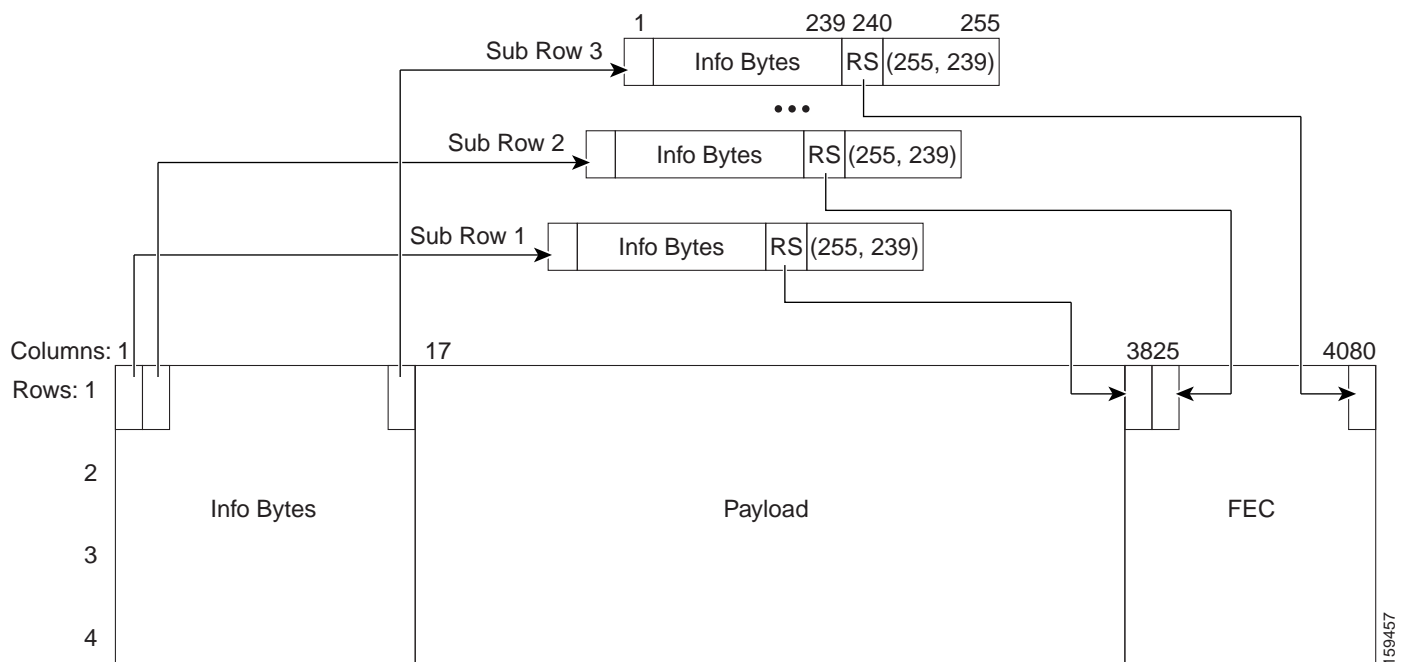 1 239 240 255
Sub Row 3 Info Bytes RS (255, 239)
•••
Sub Row 2 Info Bytes RS (255, 239)
Sub Row 1 Info Bytes RS (255, 239)
Columns: 1 17 3825 4080
Rows: 1
2
Info Bytes Payload FEC
3
4
159457